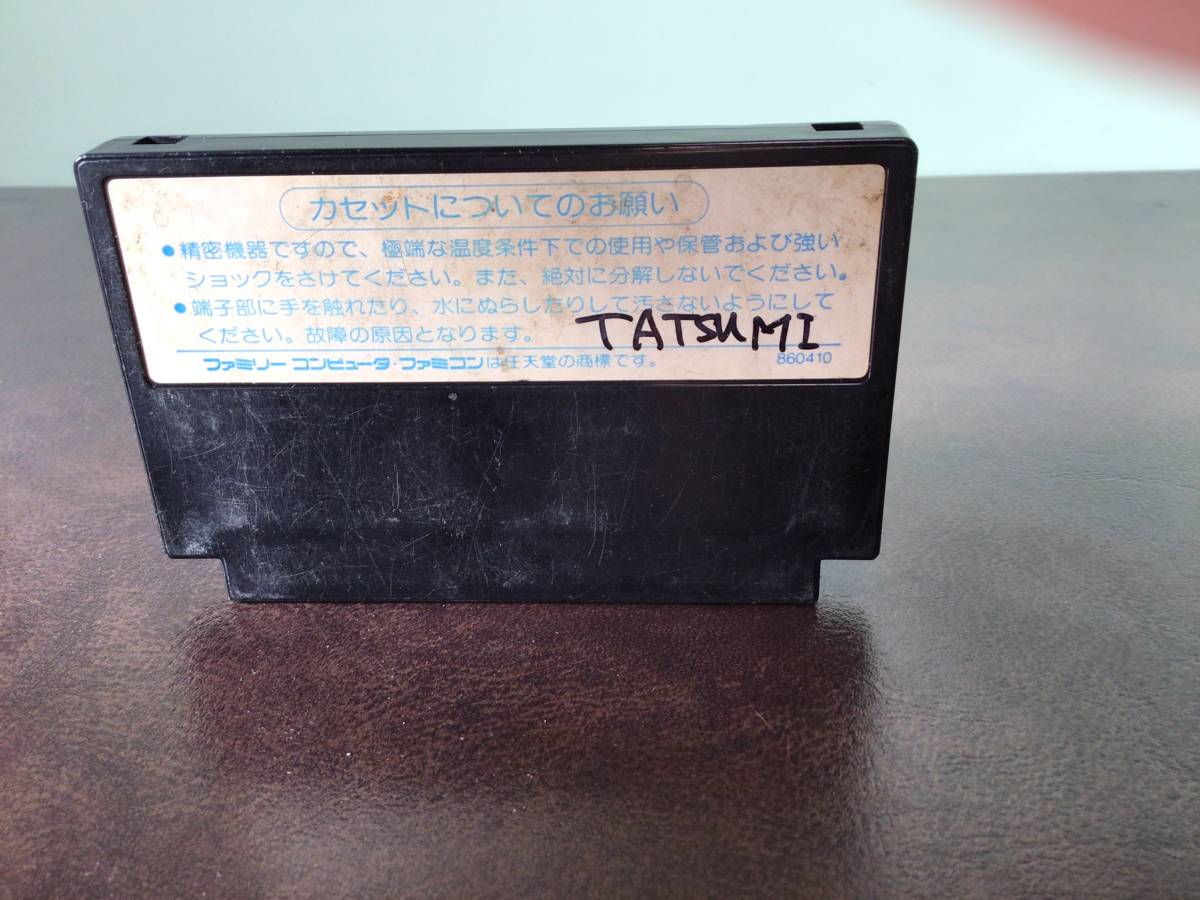 カセットについてのお願い
●精密機器ですので、極端な温度条件下での使用や保管および強い
ショックをさけてください。また、絶対に分解しないでください。
●端子部に手を触れたり、水にぬらしたりして汚さないようにして
ください。故障の原因となります。
TATSUMI
ファミリー コンピュータ・ファミコンは任天堂の商標です。
860410